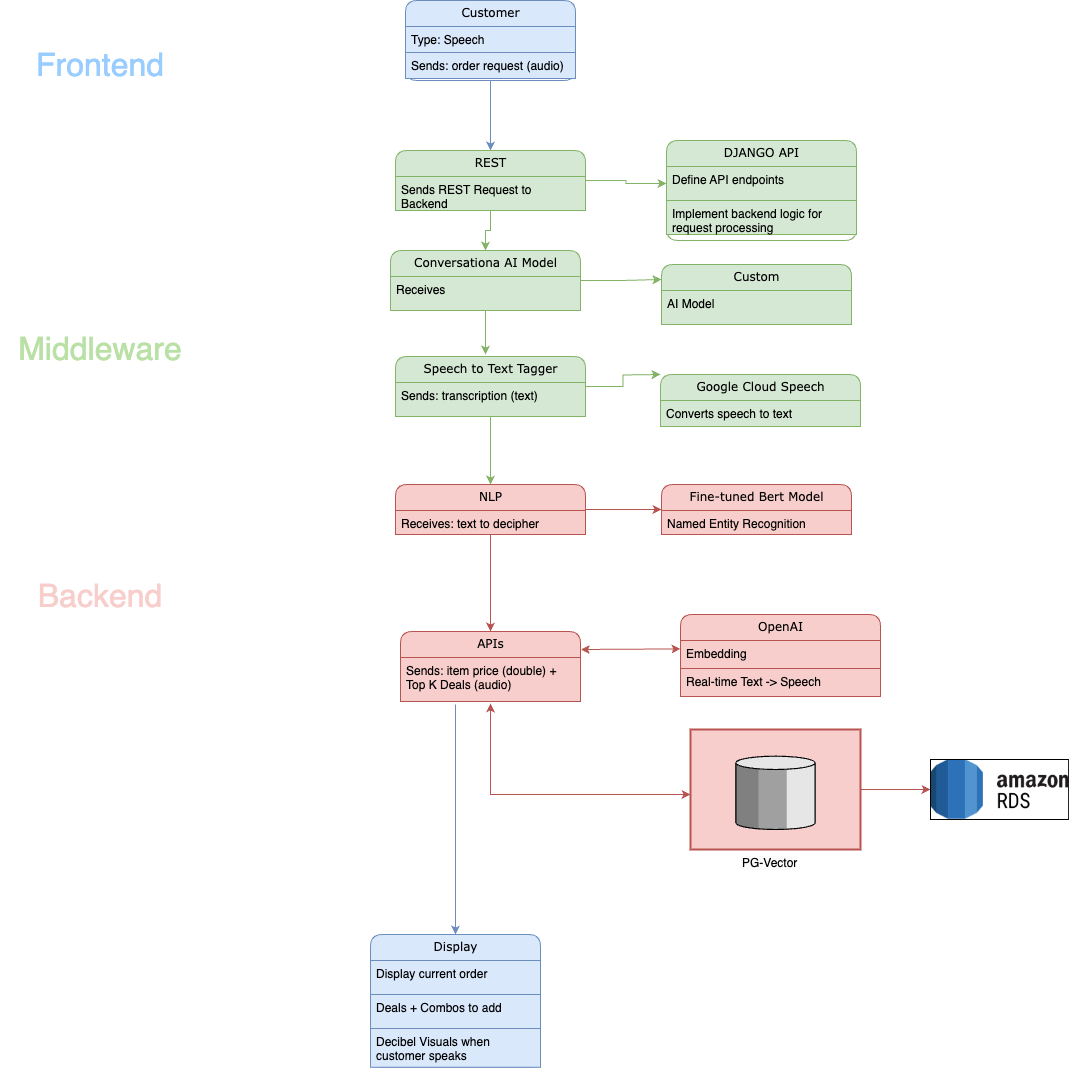 Customer
Type: Speech
Sends: order request (audio)
Frontend
REST
Sends REST Request to
Backend
DJANGO API
Define API endpoints
Implement backend logic for
request processing
Conversationa AI Model
Receives
Custom
AI Model
Middleware
Speech to Text Tagger
Sends: transcription (text)
Google Cloud Speech
Converts speech to text
NLP
Receives: text to decipher
Fine-tuned Bert Model
Named Entity Recognition
Backend
APIs
Sends: item price (double) +
Top K Deals (audio)
OpenAI
Embedding
Real-time Text -> Speech
PG-Vector
amazon
RDS
Display
Display current order
Deals + Combos to add
Decibel Visuals when
customer speaks